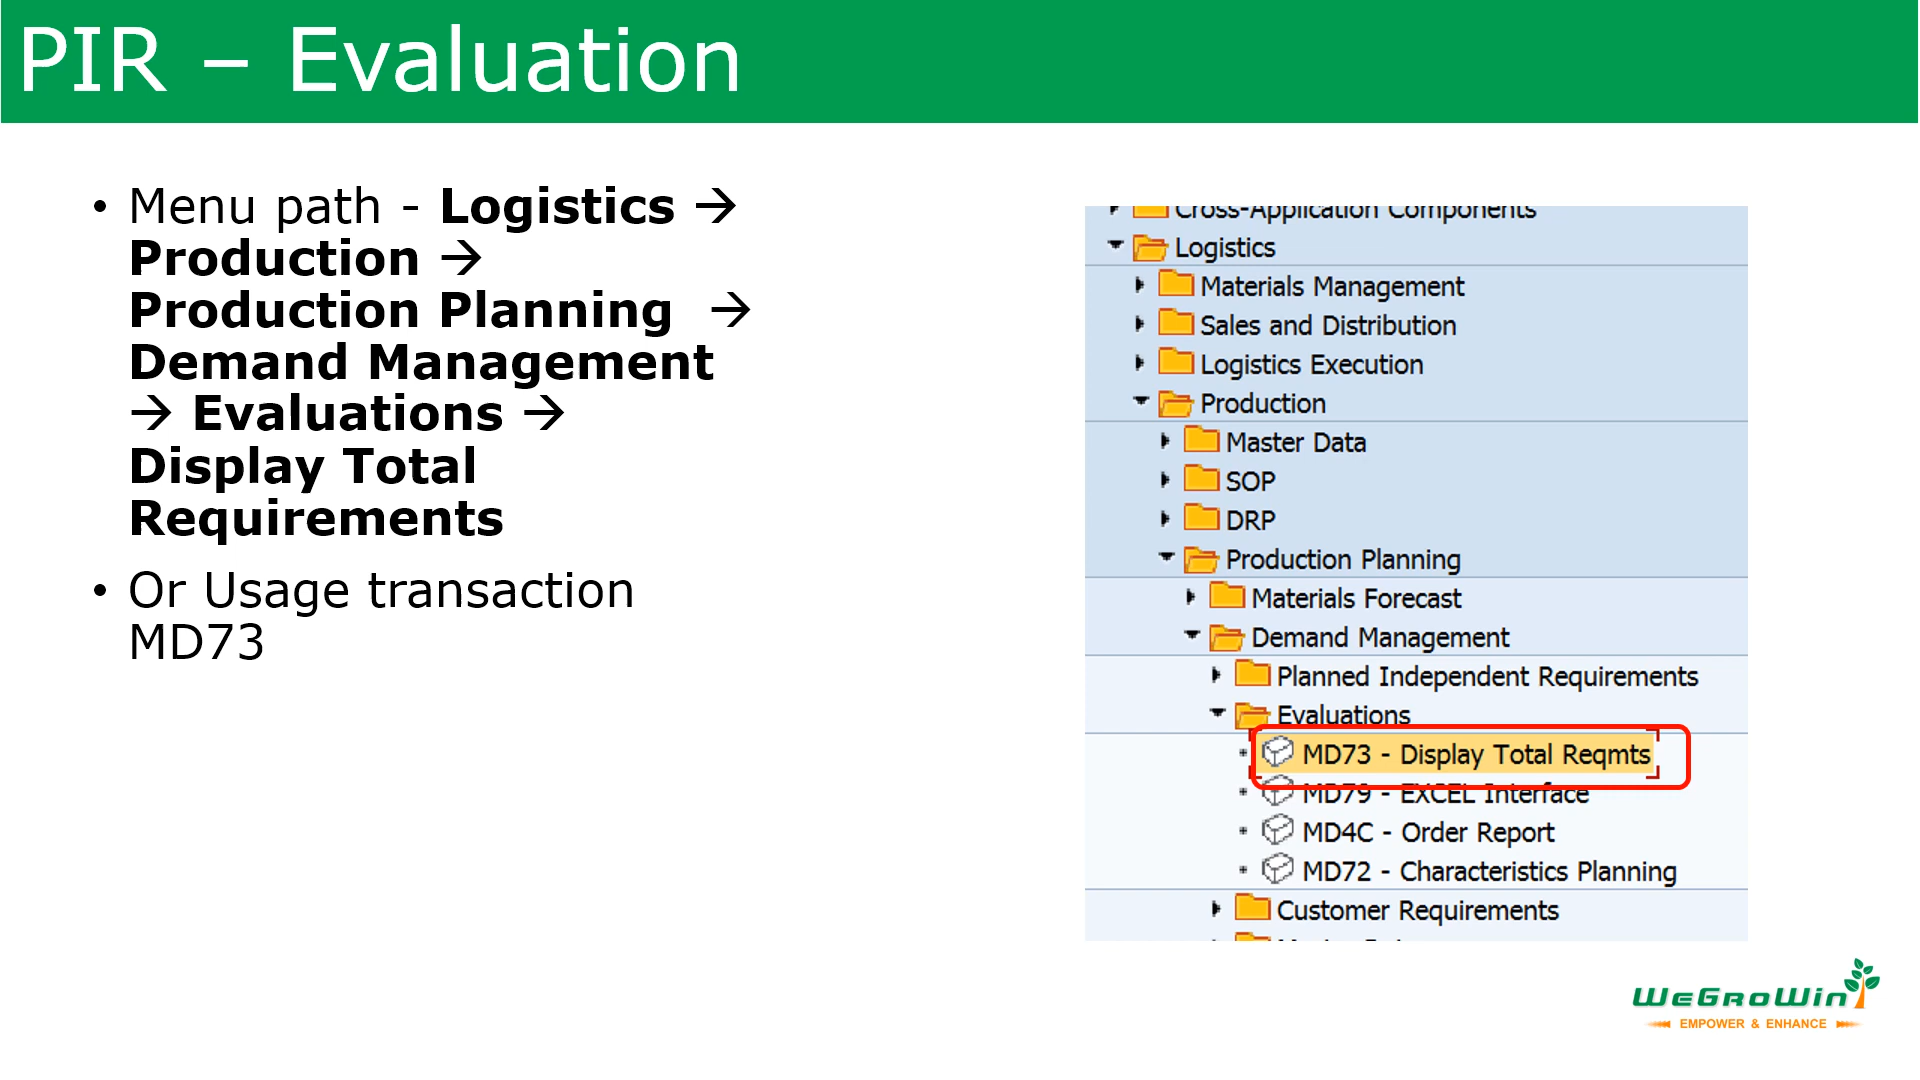 PIR – Evaluation
• Menu path - Logistics →
Production →
Production Planning →
Demand Management
→ Evaluations →
Display Total
Requirements
• Or Usage transaction
MD73
Cross-Application Components
Logistics
Materials Management
Sales and Distribution
Logistics Execution
Production
Master Data
SOP
DRP
Production Planning
Materials Forecast
Demand Management
Planned Independent Requirements
Evaluations
MD73 - Display Total Reqmts
MD79 - EXCEL Interface
MD4C - Order Report
MD72 - Characteristics Planning
Customer Requirements
WeGroWin
EMPOWER & ENHANCE